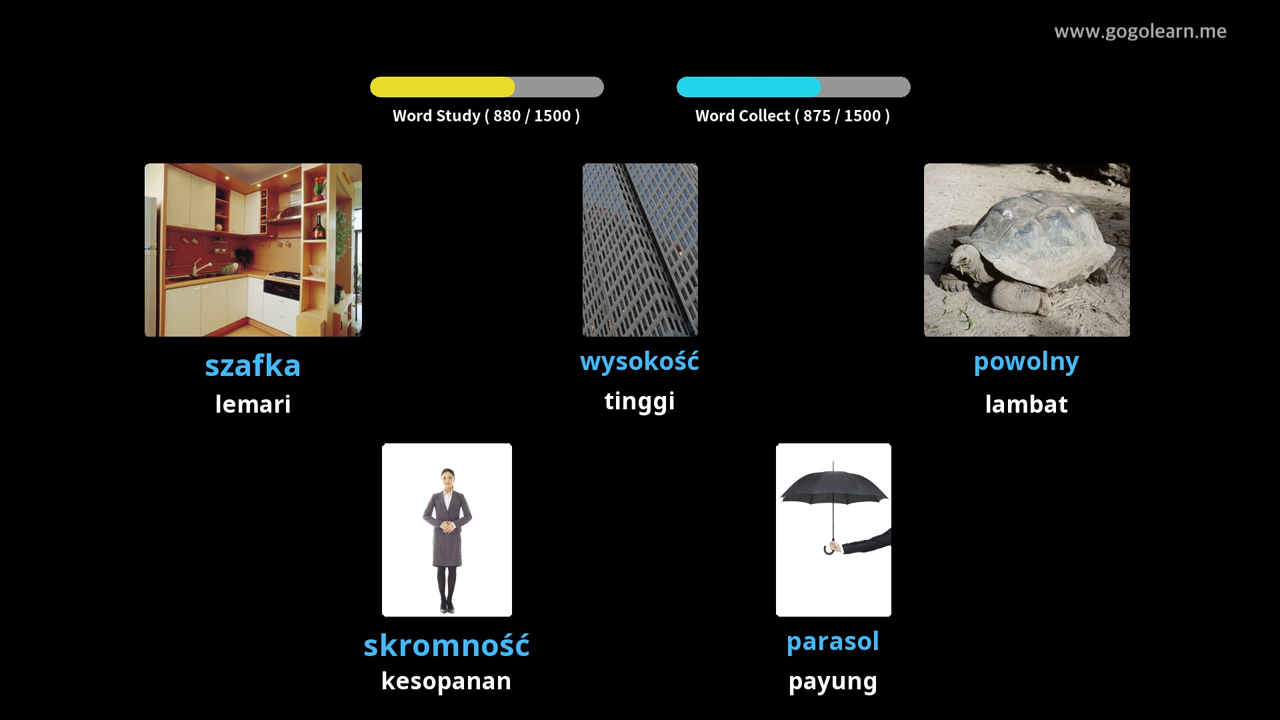 www.gogolearn.me
Word Study ( 880 / 1500 )
Word Collect ( 875 / 1500 )
szafka
lemari
wysokość
tinggi
powolny
lambat
skromność
kesopanan
parasol
payung